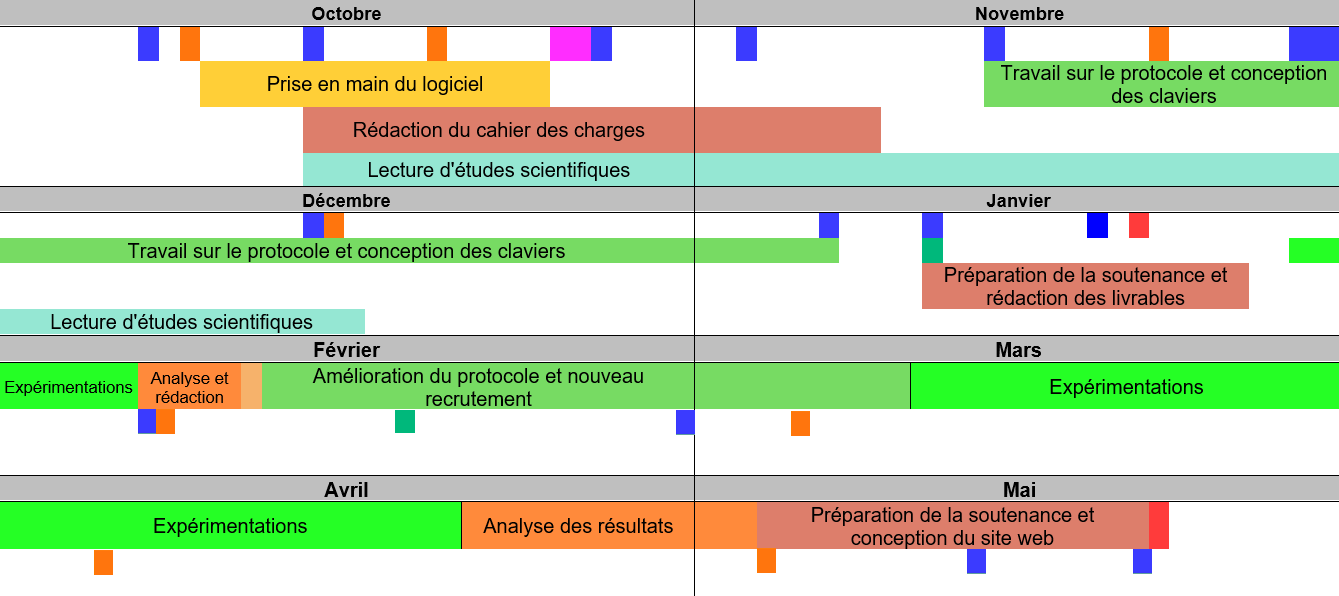 Octobre
Novembre
Prise en main du logiciel
Travail sur le protocole et conception
des claviers
Rédaction du cahier des charges
Lecture d'études scientifiques
Décembre
Janvier
Travail sur le protocole et conception des claviers
Préparation de la soutenance et
rédaction des livrables
Lecture d'études scientifiques
Février
Mars
Expérimentations
Analyse et
rédaction
Amélioration du protocole et nouveau
recrutement
Expérimentations
Avril
Mai
Expérimentations
Analyse des résultats
Préparation de la soutenance et
conception du site web